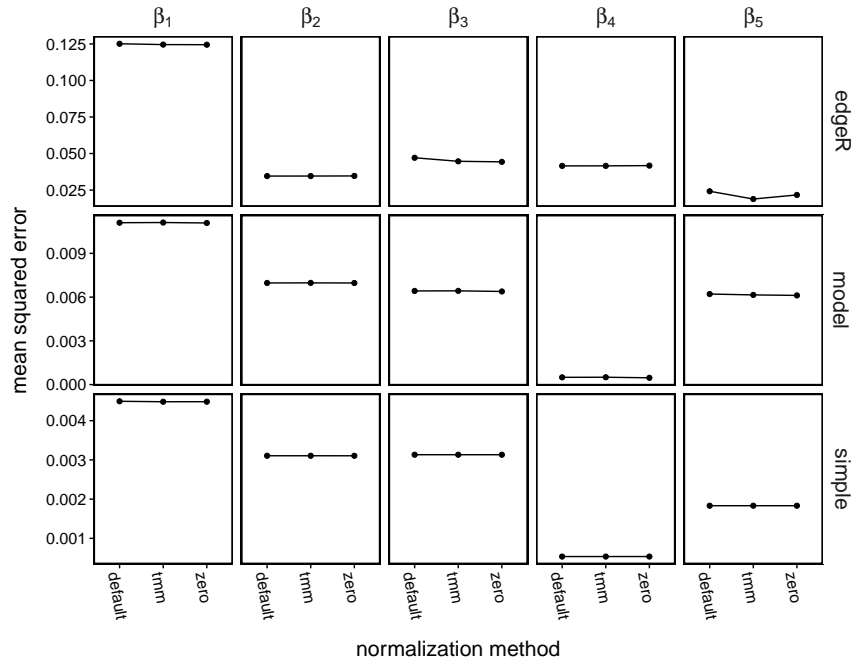 β1 β2 β3 β4 β5
0.125
0.100
0.075
0.050
0.025
edgeR
0.009
0.006
0.003
0.000
model
0.004
0.003
0.002
0.001
simple
mean squared error
default tmm zero default tmm zero default tmm zero default tmm zero default tmm zero
normalization method